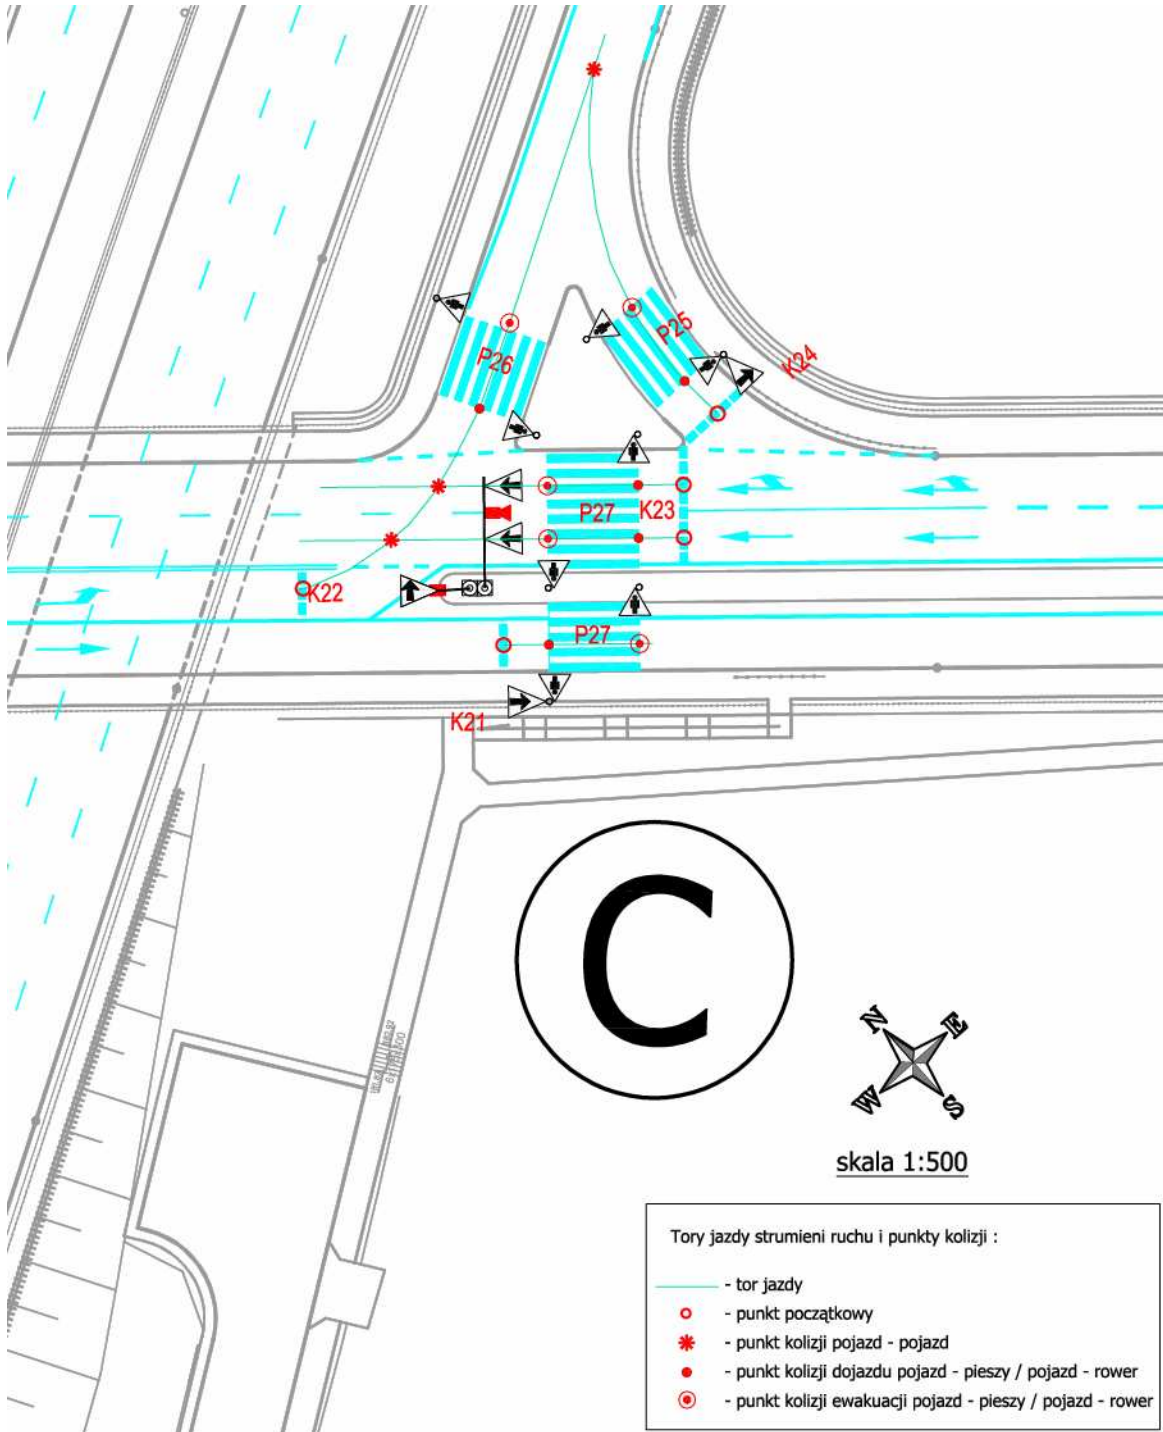 P25
K24
P26
P27
K23
K22
P27
K21
C
N
E
W
S
skala 1:500
Tory jazdy strumieni ruchu i punkty kolizji :
- tor jazdy
- punkt początkowy
- punkt kolizji pojazd - pojazd
- punkt kolizji dojazdu pojazd - pieszy / pojazd - rower
- punkt kolizji ewakuacji pojazd - pieszy / pojazd - rower